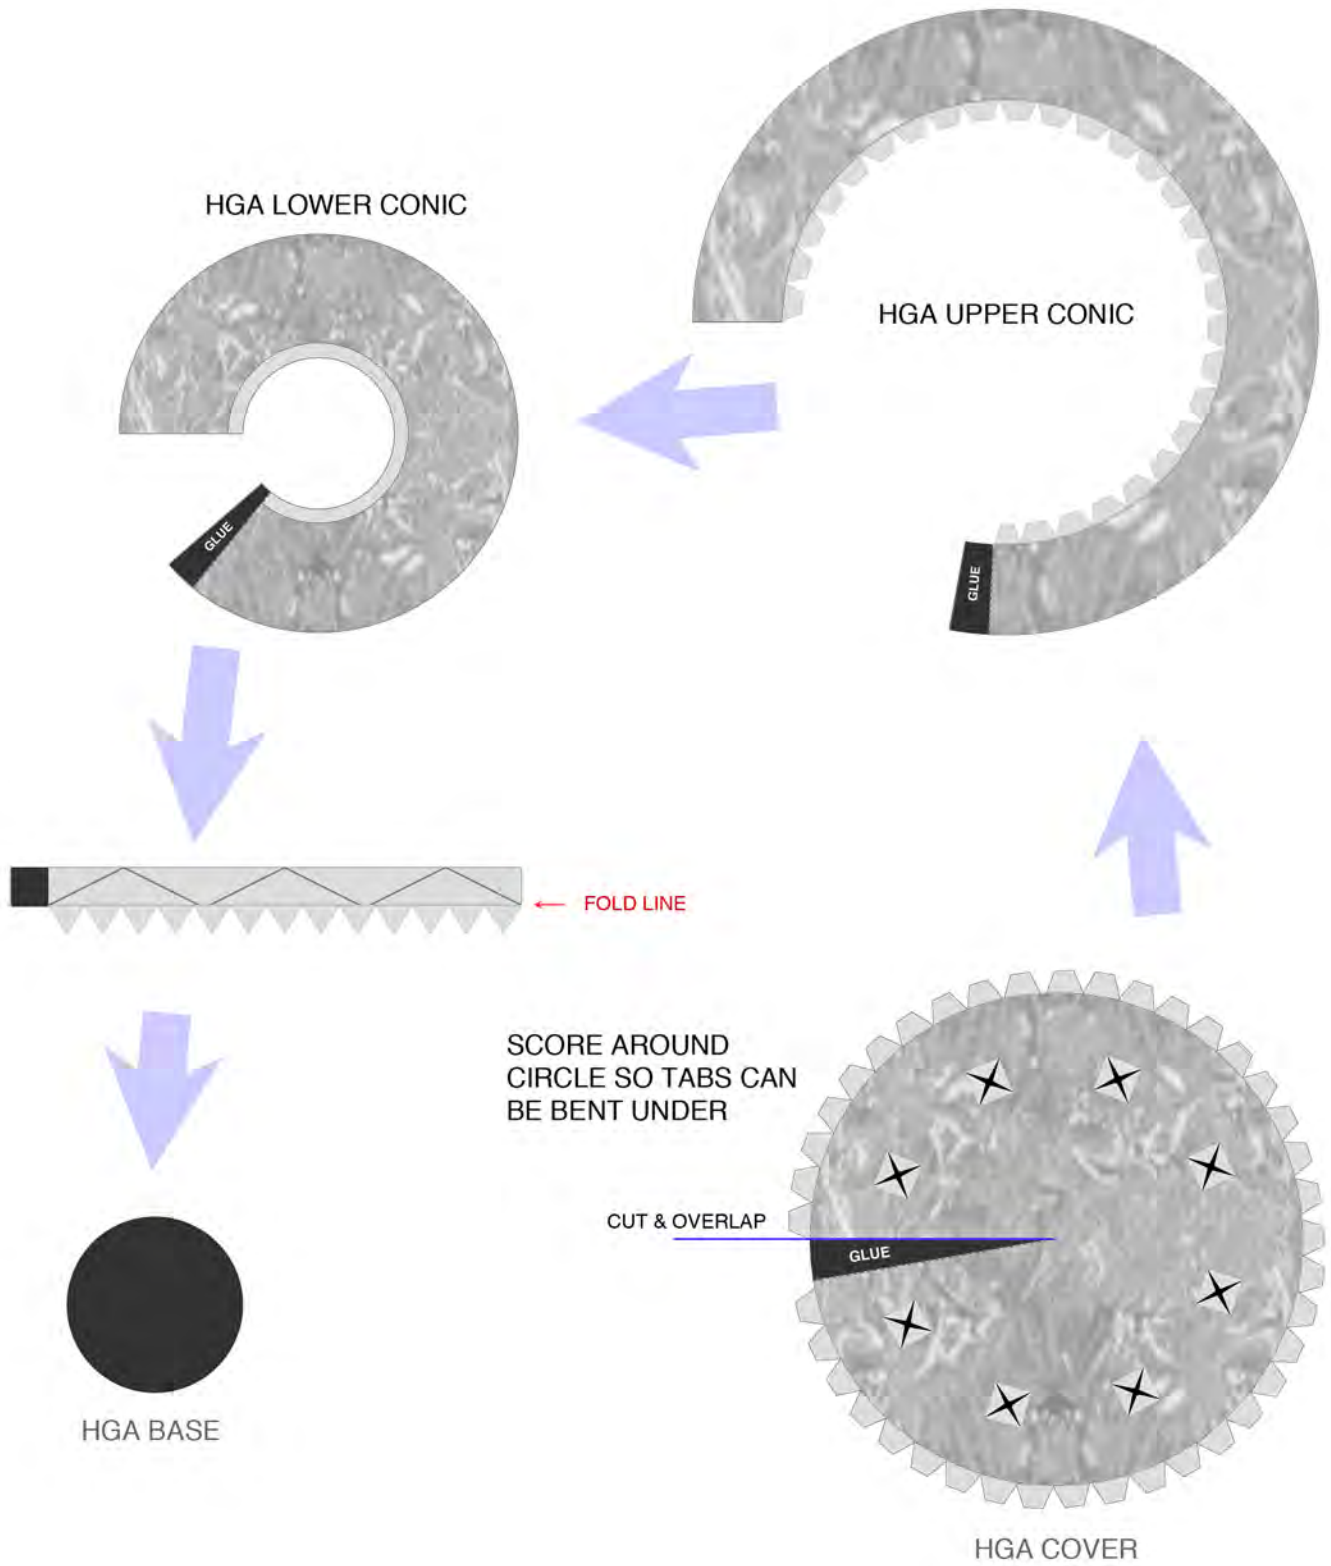 HGA LOWER CONIC
HGA UPPER CONIC
GLUE
GLUE
FOLD LINE
SCORE AROUND
CIRCLE SO TABS CAN
BE BENT UNDER
CUT & OVERLAP
GLUE
HGA BASE
HGA COVER